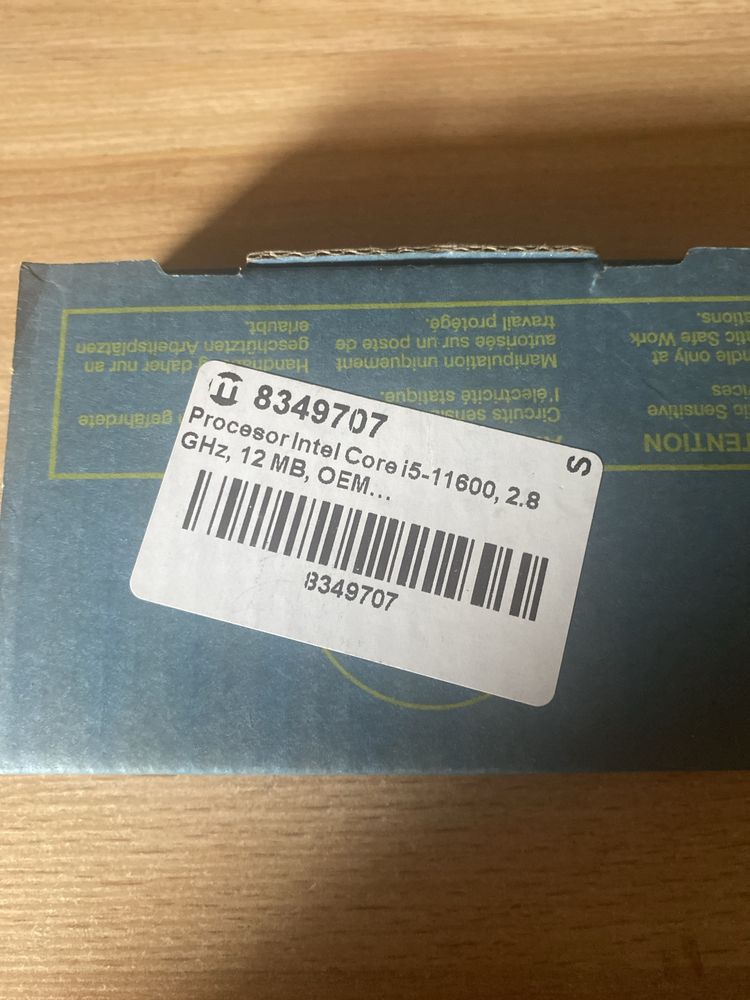 8349707
Procesor Intel Core i5-11600, 2.8
GHz, 12 MB, OEM...
S
8349707
TENTION
ic Sensitive
ices
dle only at
tic Safe Work
ations.
Circuits sensi
l'électricité statique.
Manipulation uniquement
autorisée sur un poste de
travail protégé.
gefährdete
daher nur an
geschützten Arbeitsplätzen
erlaubt.